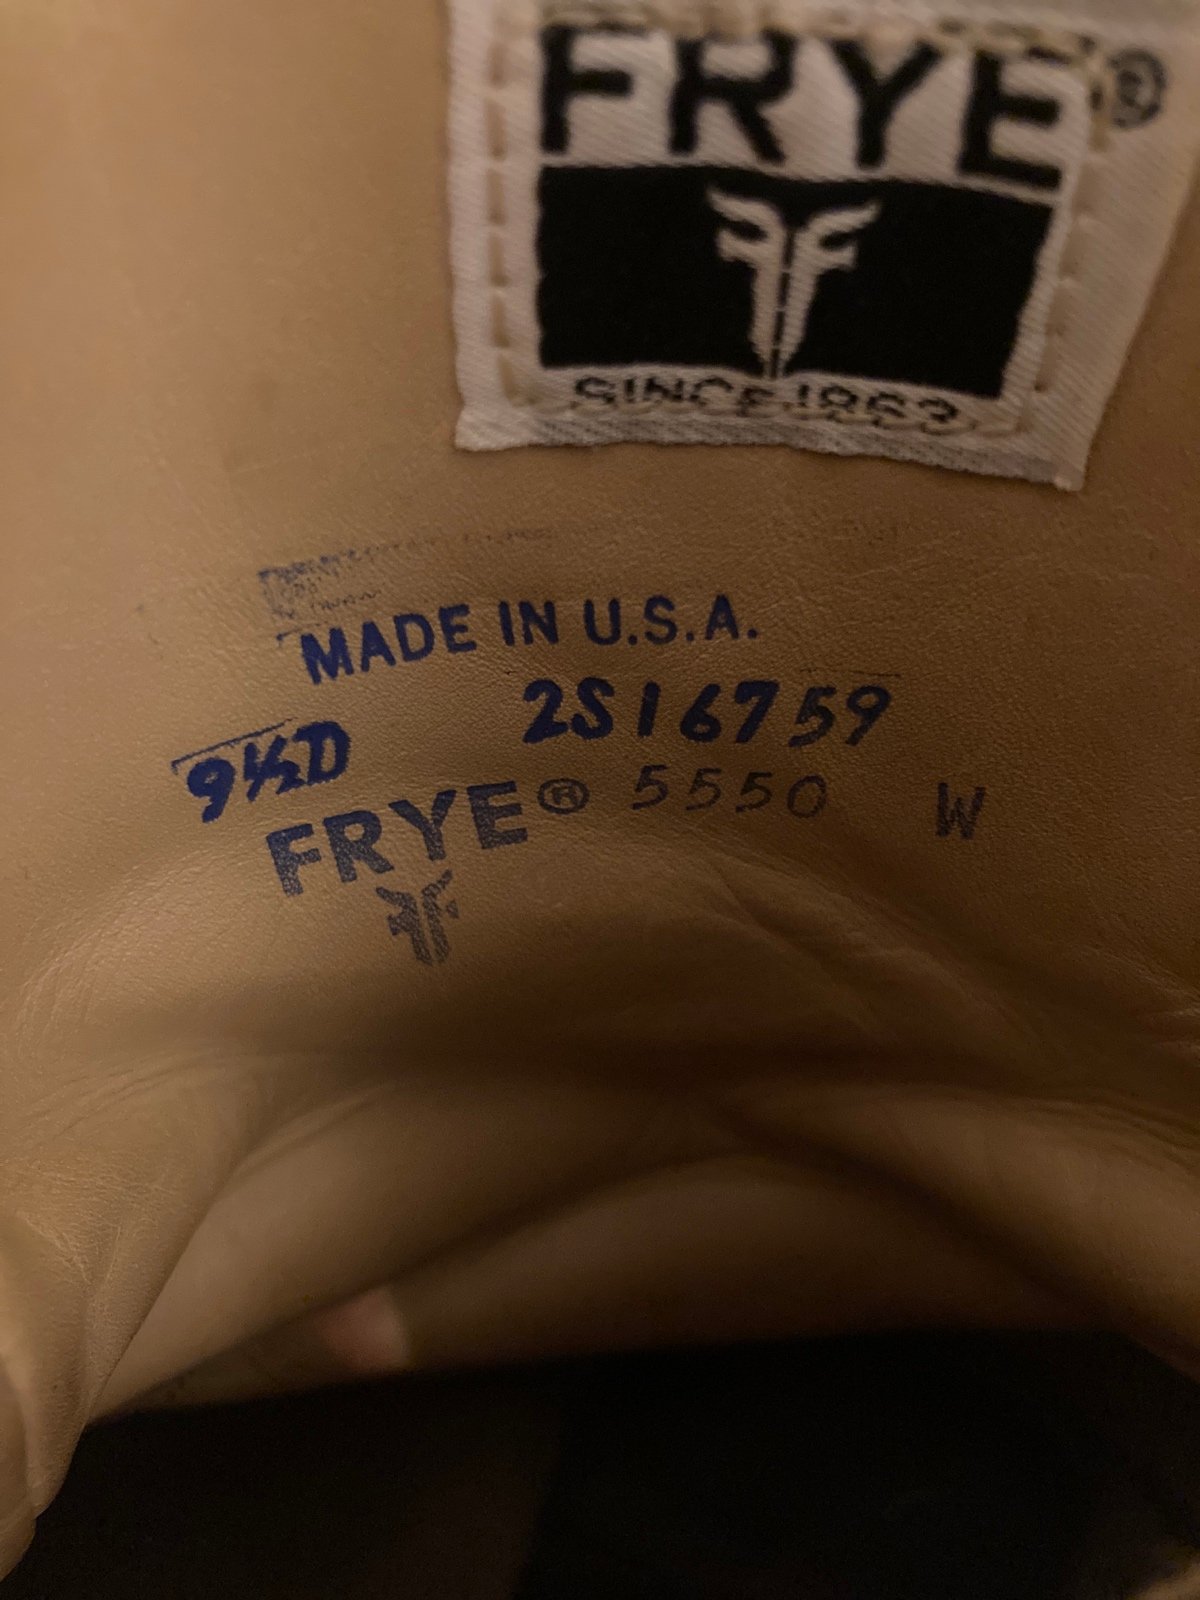 FRYE®
SINCE 1863
MADE IN U.S.A.
9½D 2S16759
FRYE® 5550 W